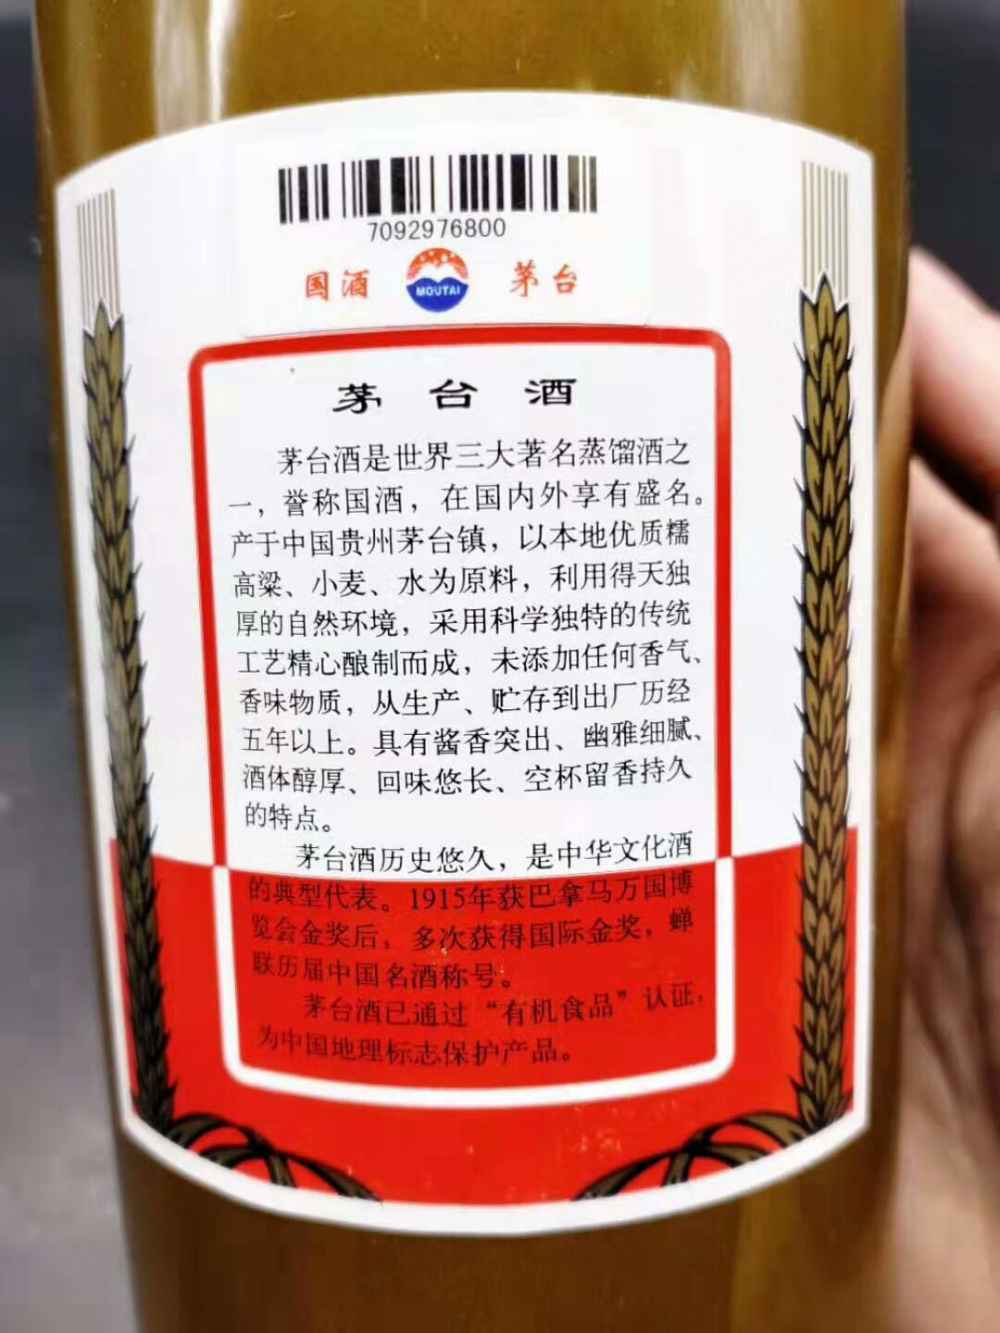 7092976800
国酒 MOUTAI 茅台
茅台酒
茅台酒是世界三大著名蒸馏酒之
一，誉称国酒，在国内外享有盛名。
产于中国贵州茅台镇，以本地优质糯
高粱、小麦、水为原料，利用得天独
厚的自然环境，采用科学独特的传统
工艺精心酿制而成，未添加任何香气、
香味物质，从生产、贮存到出厂历经
五年以上。具有酱香突出、幽雅细腻、
酒体醇厚、回味悠长、空杯留香持久
的特点。
茅台酒历史悠久，是中华文化酒
的典型代表。1915年获巴拿马万国博
览会金奖后，多次获得国际金奖，蝉
联历届中国名酒称号。
茅台酒已通过“有机食品”认证，
为中国地理标志保护产品。